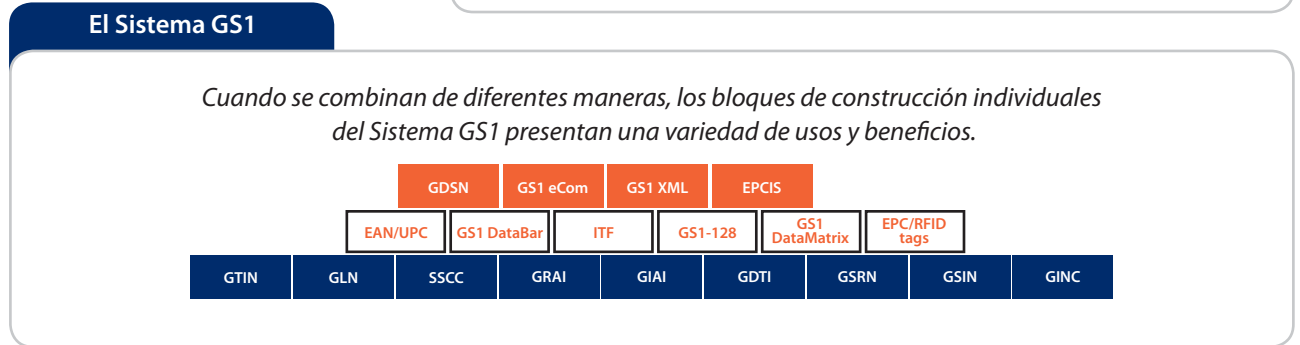 El Sistema GS1
Cuando se combinan de diferentes maneras, los bloques de construcción individuales
del Sistema GS1 presentan una variedad de usos y beneficios.
GDSN GS1 eCom GS1 XML EPCIS
EAN/UPC GS1 DataBar ITF GS1-128 GS1 DataMatrix EPC/RFID tags
GTIN GLN SSCC GRAI GIAI GDTI GSRN GSIN GINC